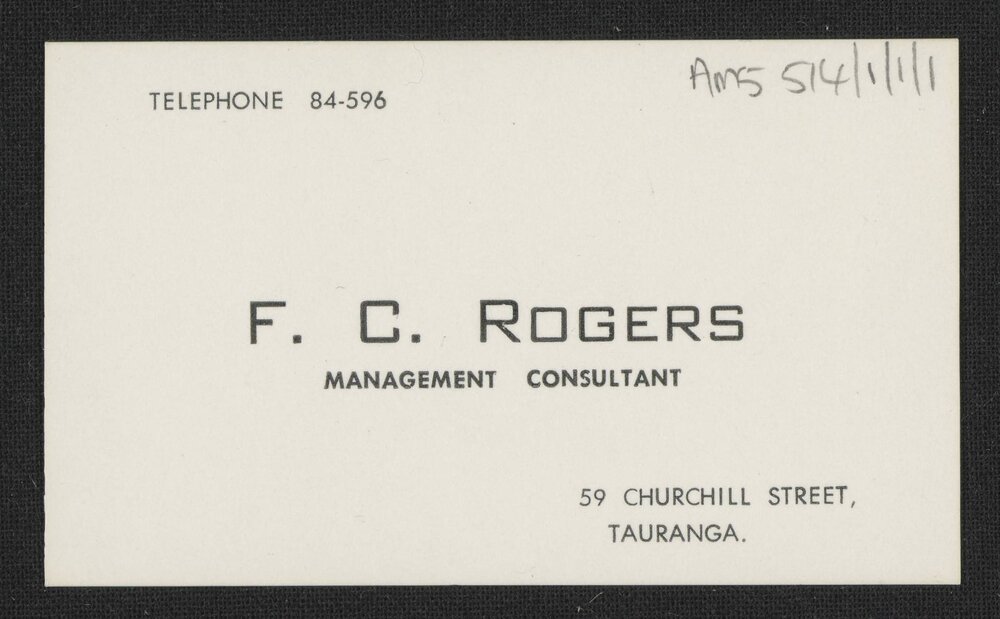 Ams 514/1/1/1
TELEPHONE 84-596
F. C. ROGERS
MANAGEMENT CONSULTANT
59 CHURCHILL STREET,
TAURANGA.